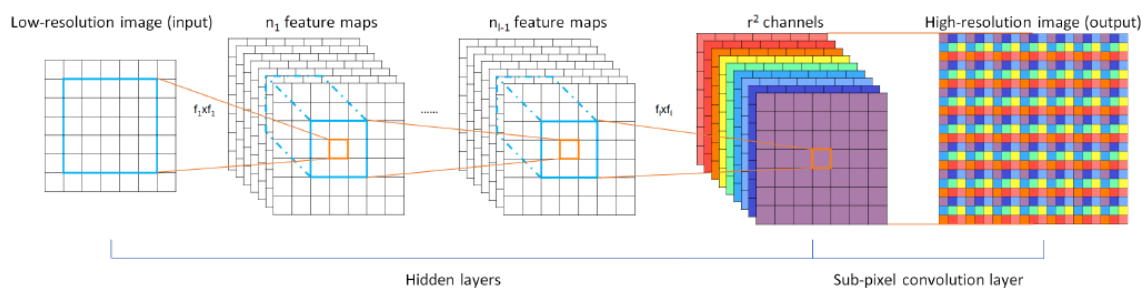 Low-resolution image (input)
n₁ feature maps
nₗ₋₁ feature maps
r² channels
High-resolution image (output)
f₁xf₁
......
fₗxfₗ
Hidden layers
Sub-pixel convolution layer